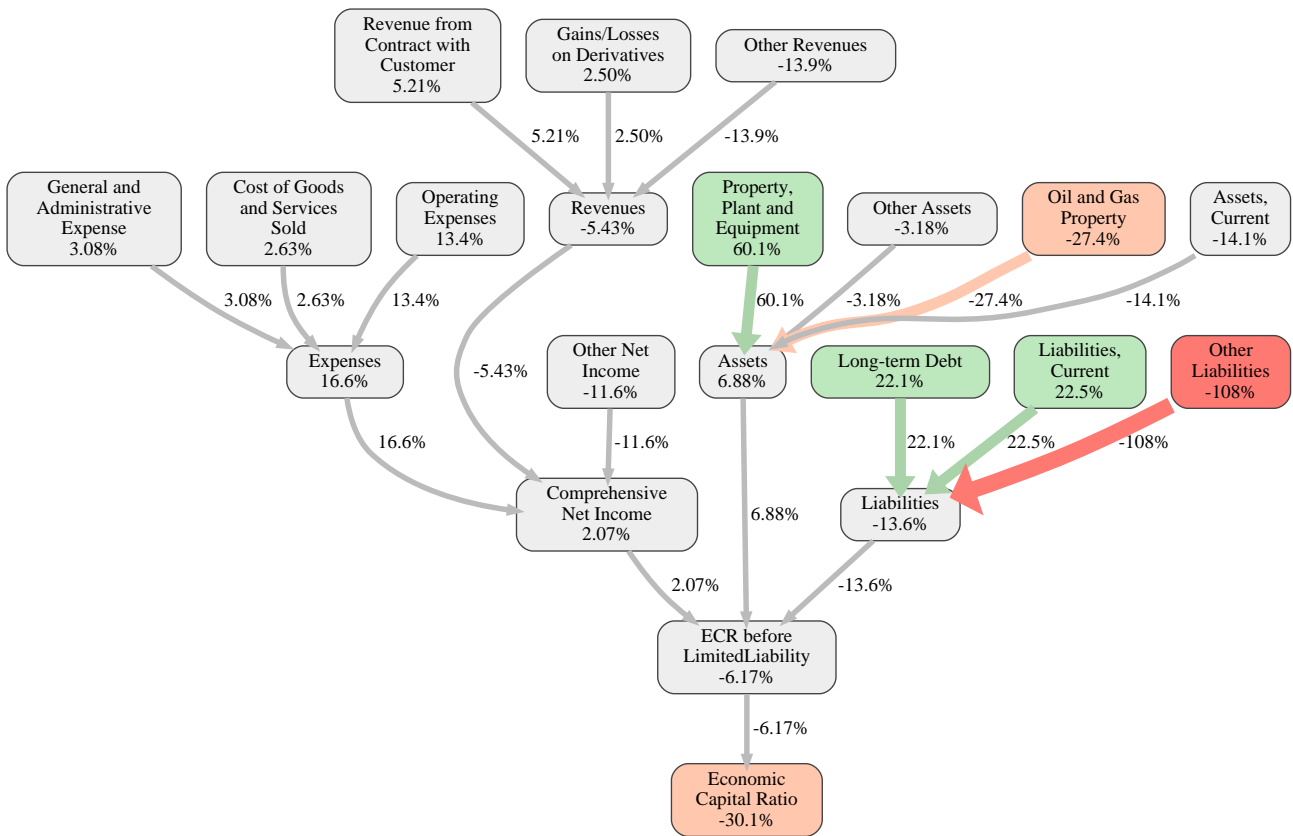 Revenue from
Contract with
Customer
5.21%
Gains/Losses
on Derivatives
2.50%
Other Revenues
-13.9%
5.21%
2.50%
-13.9%
General and
Administrative
Expense
3.08%
Cost of Goods
and Services
Sold
2.63%
Operating
Expenses
13.4%
Revenues
-5.43%
Property,
Plant and
Equipment
60.1%
Other Assets
-3.18%
Oil and Gas
Property
-27.4%
Assets,
Current
-14.1%
3.08%
2.63%
13.4%
60.1%
-3.18%
-27.4%
-14.1%
Expenses
16.6%
-5.43%
Other Net
Income
-11.6%
Assets
6.88%
Long-term Debt
22.1%
Liabilities,
Current
22.5%
Other
Liabilities
-108%
16.6%
-11.6%
22.1%
22.5%
-108%
Comprehensive
Net Income
2.07%
6.88%
Liabilities
-13.6%
2.07%
-13.6%
ECR before
LimitedLiability
-6.17%
-6.17%
Economic
Capital Ratio
-30.1%